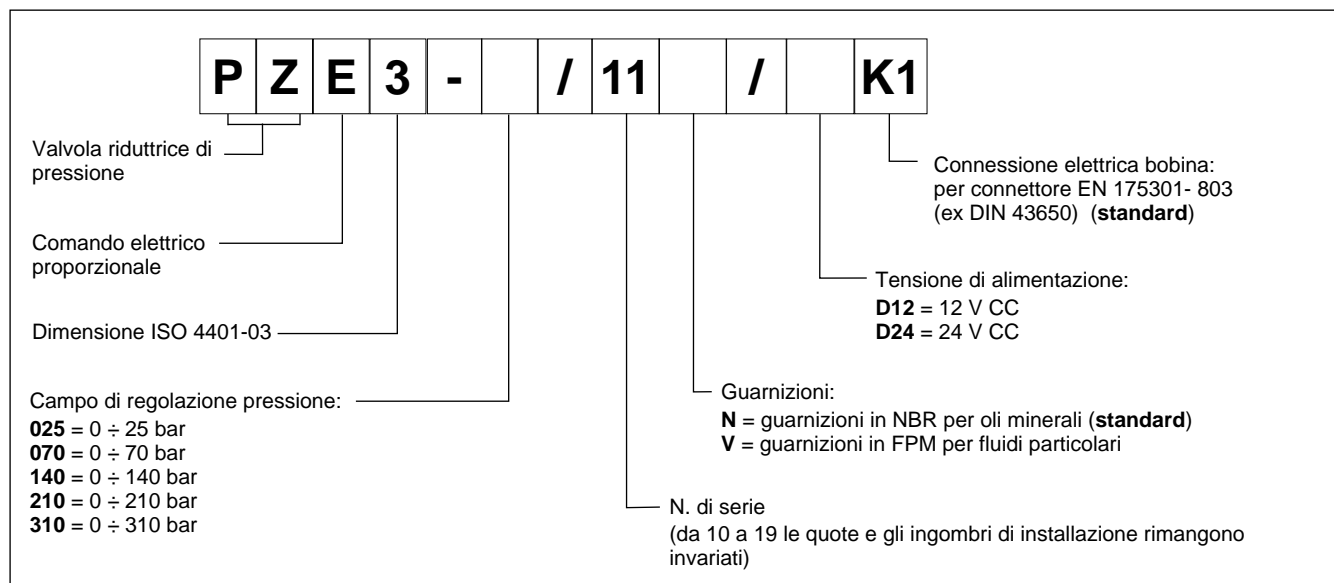 P Z E 3 - / 11 / K1
Valvola riduttrice di
pressione
Comando elettrico
proporzionale
Dimensione ISO 4401-03
Campo di regolazione pressione:
025 = 0 ÷ 25 bar
070 = 0 ÷ 70 bar
140 = 0 ÷ 140 bar
210 = 0 ÷ 210 bar
310 = 0 ÷ 310 bar
Connessione elettrica bobina:
per connettore EN 175301- 803
(ex DIN 43650) (standard)
Tensione di alimentazione:
D12 = 12 V CC
D24 = 24 V CC
Guarnizioni:
N = guarnizioni in NBR per oli minerali (standard)
V = guarnizioni in FPM per fluidi particolari
N. di serie
(da 10 a 19 le quote e gli ingombri di installazione rimangono
invariati)